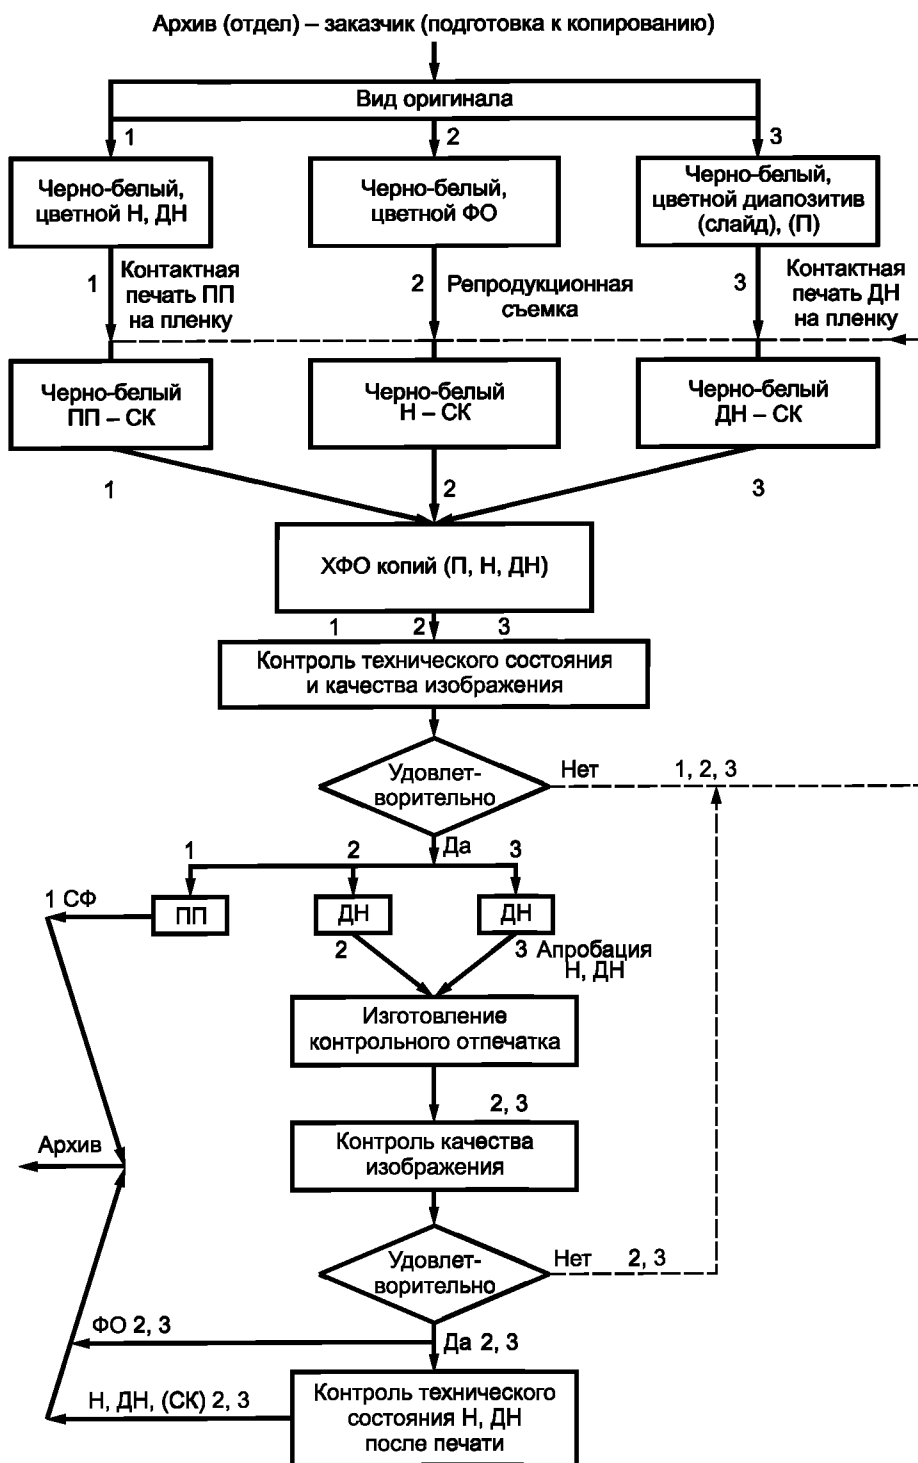 Архив (отдел) – заказчик (подготовка к копированию)
Вид оригинала
1
2
3
Черно-белый,
цветной Н, ДН
Черно-белый,
цветной ФО
Черно-белый,
цветной диапозитив
(слайд), (П)
1
Контактная
печать ПП
на пленку
2
Репродукционная
съемка
3
Контактная
печать ДН
на пленку
Черно-белый
ПП – СК
Черно-белый
Н – СК
Черно-белый
ДН – СК
1
2
3
ХФО копий (П, Н, ДН)
1
2
3
Контроль технического состояния
и качества изображения
Удовлет-
ворительно
Нет
1, 2, 3
Да
1
2
3
1 СФ
ПП
ДН
ДН
2
3 Апробация
Н, ДН
Изготовление
контрольного отпечатка
2, 3
Контроль качества
изображения
Архив
Удовлет-
ворительно
Нет
2, 3
ФО 2, 3
Да 2, 3
Н, ДН, (СК) 2, 3
Контроль технического
состояния Н, ДН
после печати